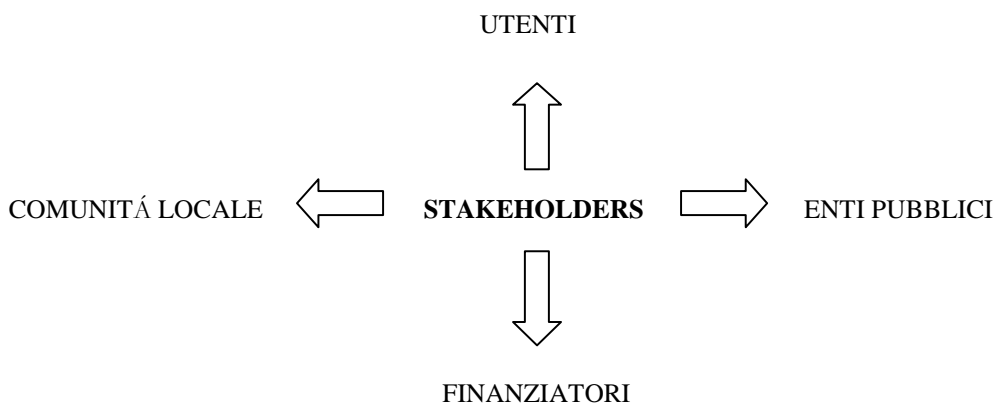 UTENTI
COMUNITÁ LOCALE STAKEHOLDERS ENTI PUBBLICI
FINANZIATORI